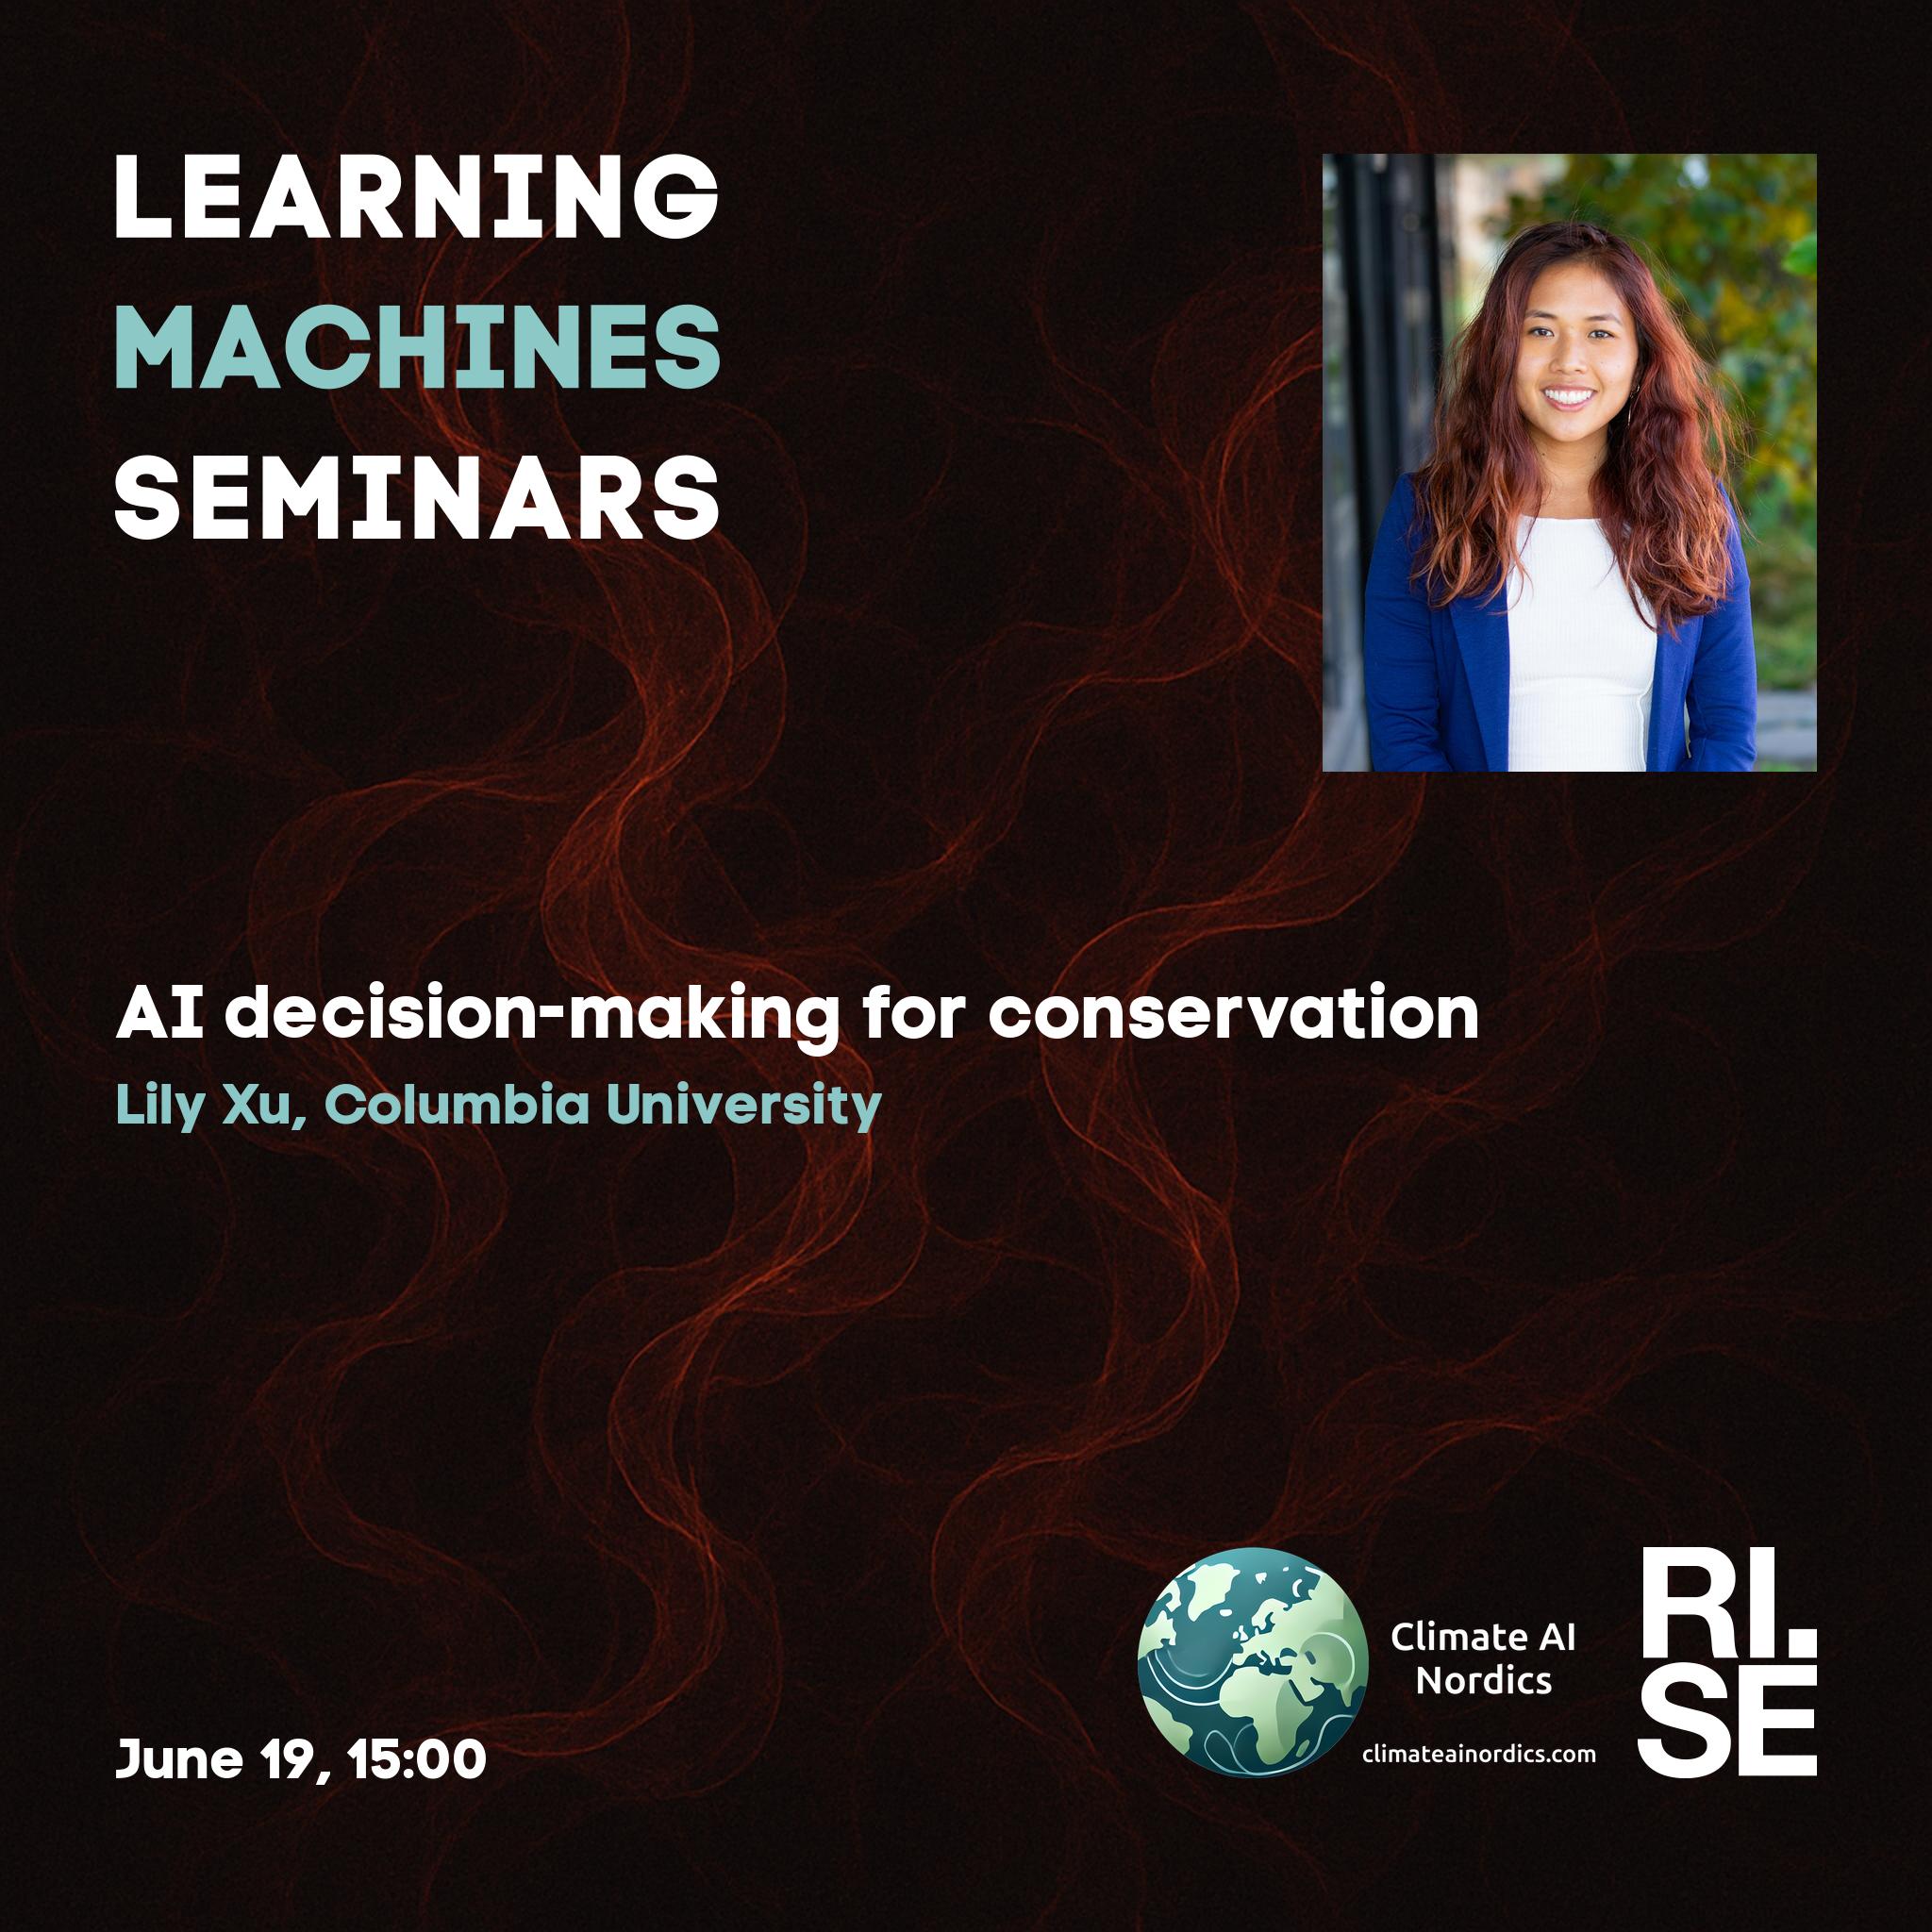 LEARNING
MACHINES
SEMINARS
AI decision-making for conservation
Lily Xu, Columbia University
June 19, 15:00
Climate AI
Nordics
climateainordics.com
RI.
SE